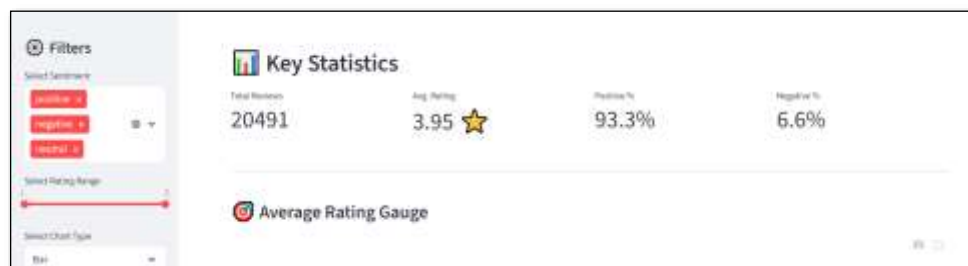 Filters
Select Sentiment
positive ×
negative ×
neutral ×
Select Rating Range
Select Chart Type
Bar
Key Statistics
Total Reviews
Avg. Rating
Positive %
Negative %
20491
3.95
93.3%
6.6%
Average Rating Gauge